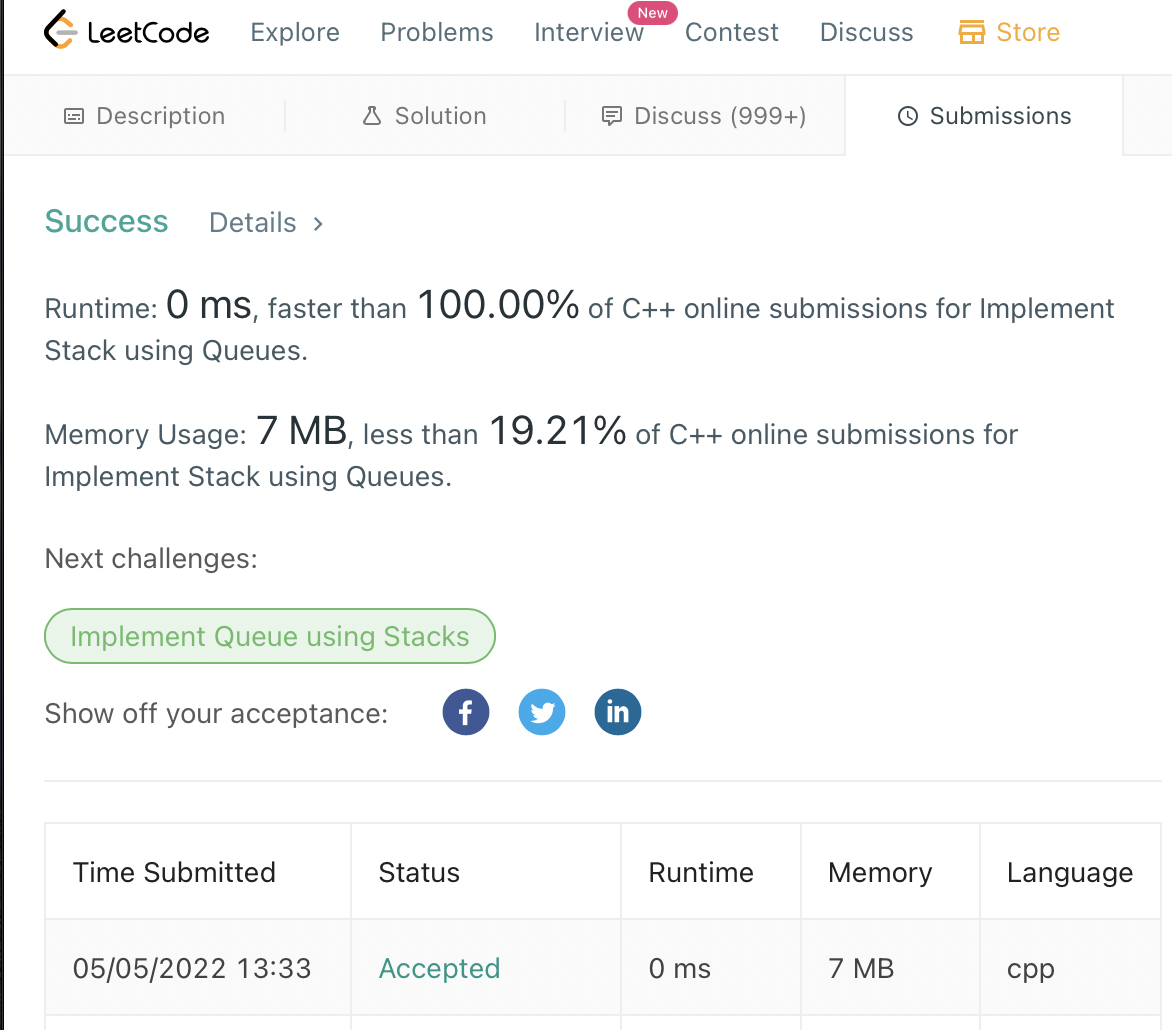 LeetCode Explore Problems Interview New Contest Discuss Store
Description Solution Discuss (999+) Submissions
Success Details >
Runtime: 0 ms, faster than 100.00% of C++ online submissions for Implement
Stack using Queues.
Memory Usage: 7 MB, less than 19.21% of C++ online submissions for
Implement Stack using Queues.
Next challenges:
Implement Queue using Stacks
Show off your acceptance: f in
Time Submitted Status Runtime Memory Language
05/05/2022 13:33 Accepted 0 ms 7 MB cpp